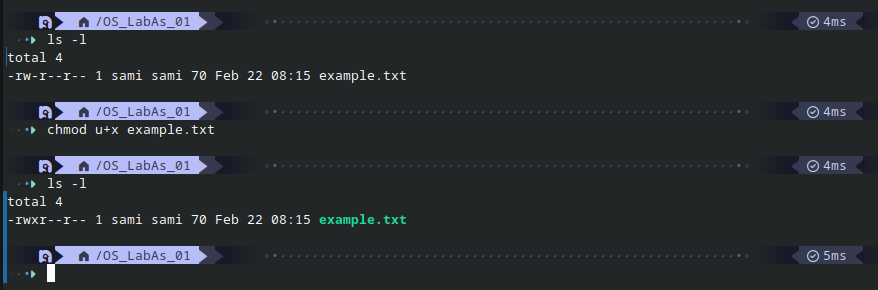 /OS_LabAs_01 4ms
ls -l
total 4
-rw-r--r-- 1 sami sami 70 Feb 22 08:15 example.txt
/OS_LabAs_01 4ms
chmod u+x example.txt
/OS_LabAs_01 4ms
ls -l
total 4
-rwxr--r-- 1 sami sami 70 Feb 22 08:15 example.txt
/OS_LabAs_01 5ms